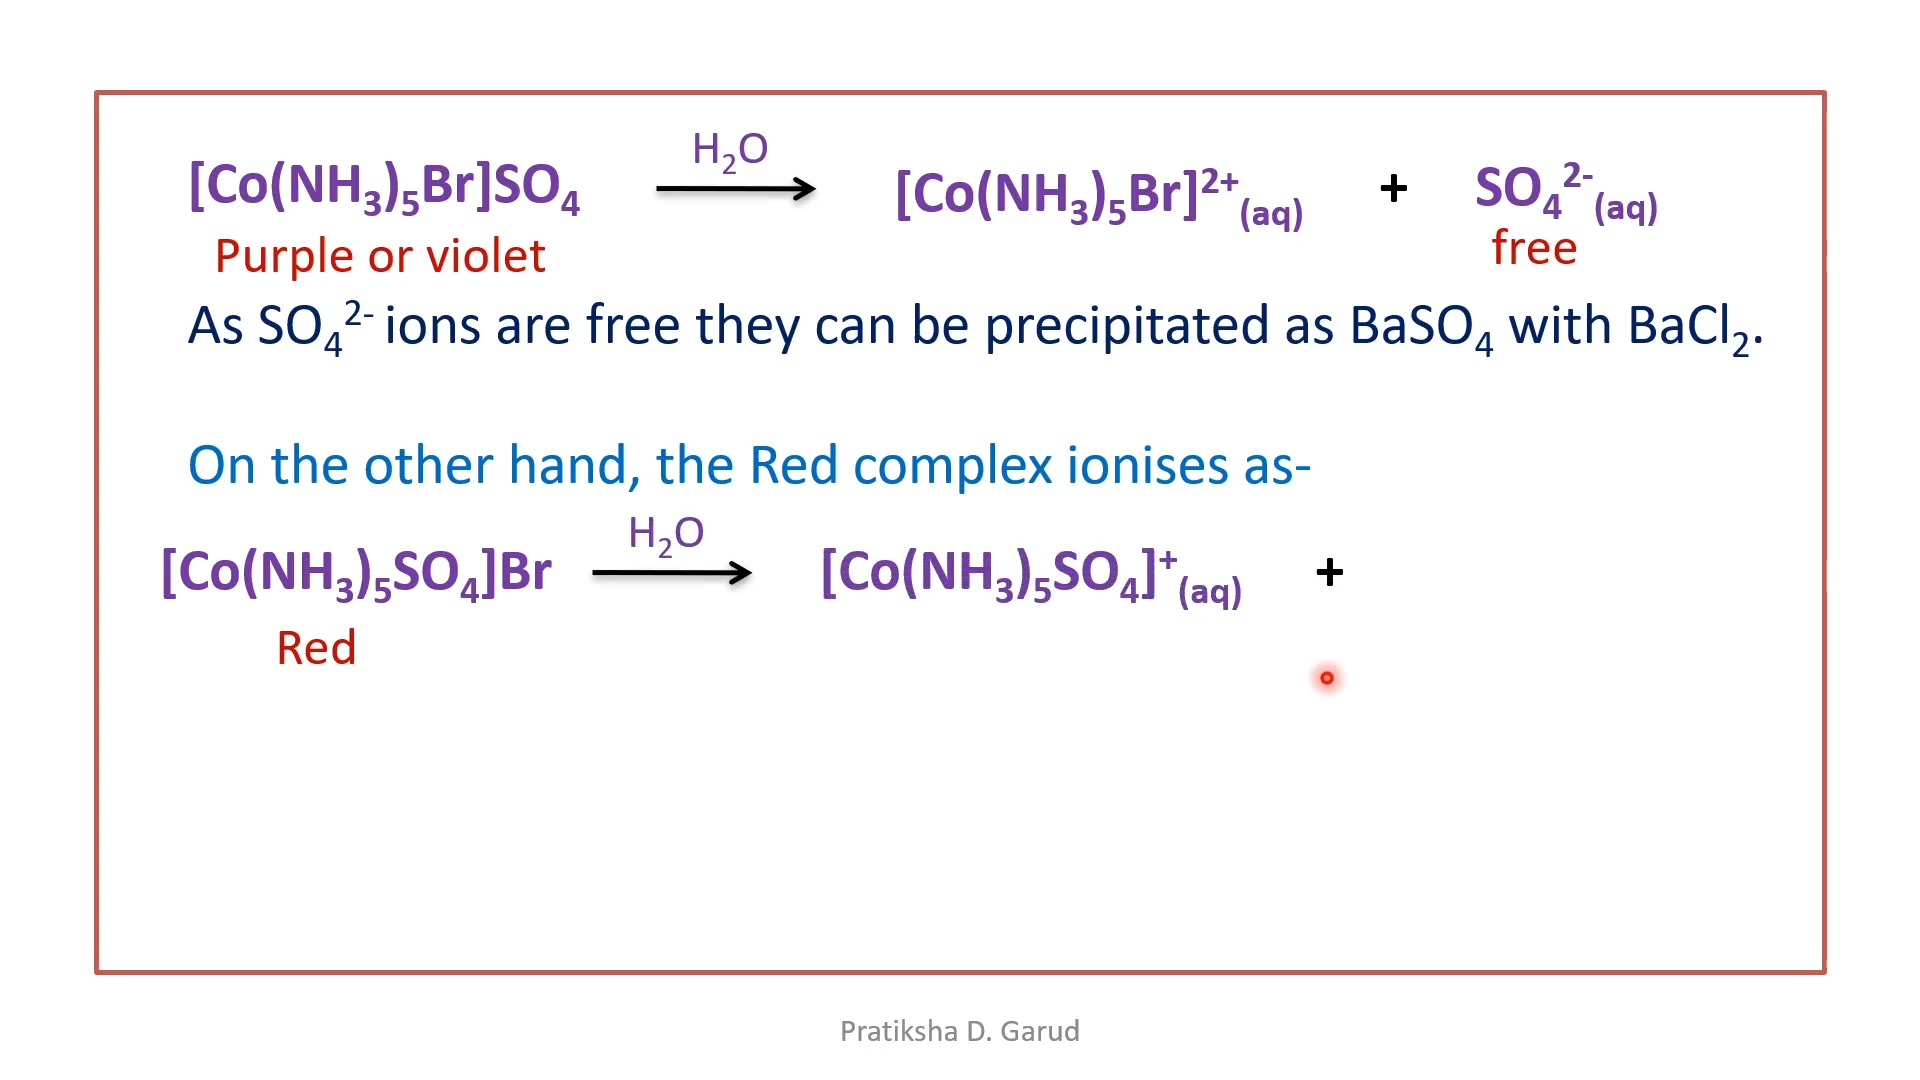 H₂O
[Co(NH₃)₅Br]SO₄ [Co(NH₃)₅Br]²⁺(aq) + SO₄²⁻(aq)
Purple or violet free
As SO₄²⁻ ions are free they can be precipitated as BaSO₄ with BaCl₂.
On the other hand, the Red complex ionises as-
H₂O
[Co(NH₃)₅SO₄]Br [Co(NH₃)₅SO₄]⁺(aq) +
Red
Pratiksha D. Garud